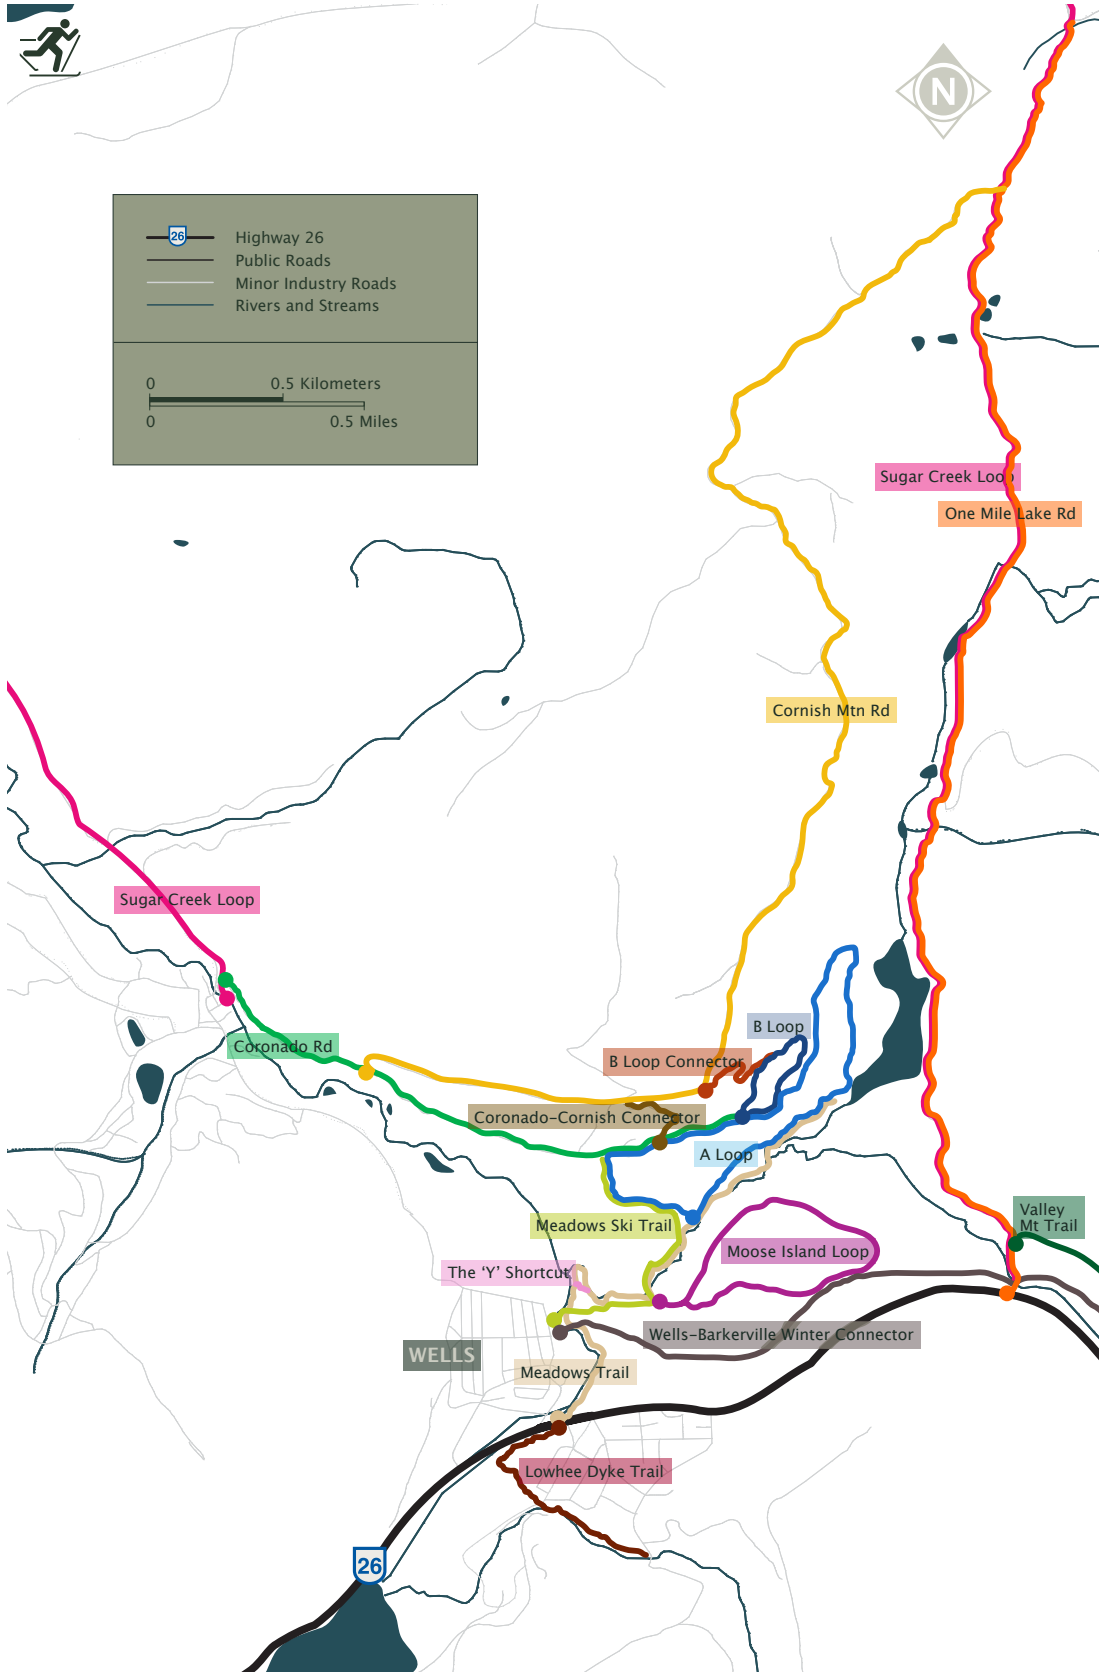 N
26
Highway 26
Public Roads
Minor Industry Roads
Rivers and Streams
0
0.5 Kilometers
0
0.5 Miles
Sugar Creek Loop
One Mile Lake Rd
Cornish Mtn Rd
Sugar Creek Loop
B Loop
Coronado Rd
B Loop Connector
Coronado-Cornish Connector
A Loop
Valley
Mt Trail
Meadows Ski Trail
Moose Island Loop
The ‘Y’ Shortcut
Wells-Barkerville Winter Connector
WELLS
Meadows Trail
Lowhee Dyke Trail
26